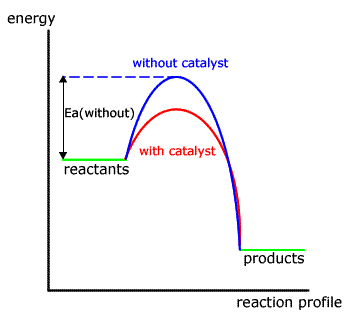 energy
without catalyst
Ea(without)
with catalyst
reactants
products
reaction profile